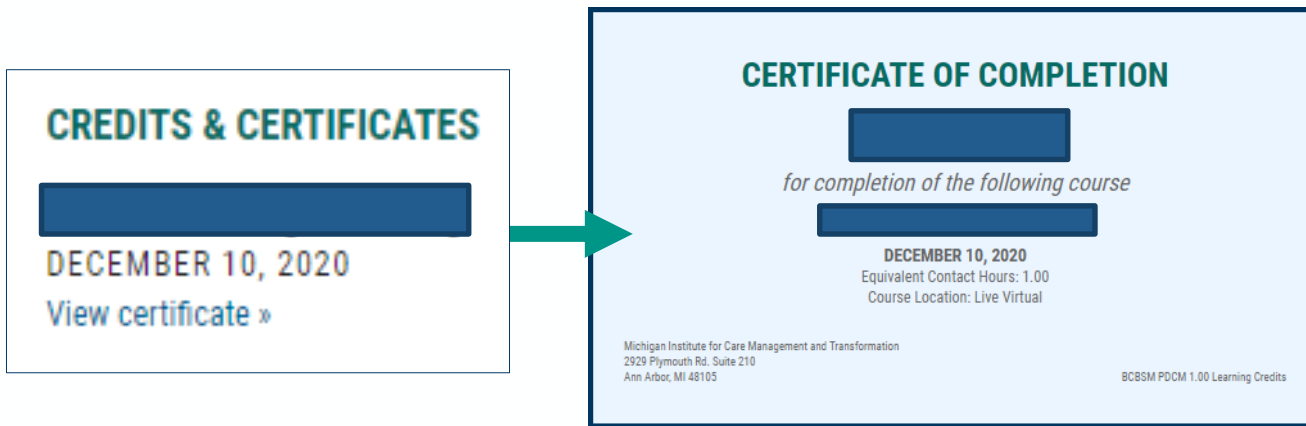 CREDITS & CERTIFICATES
DECEMBER 10, 2020
View certificate »
CERTIFICATE OF COMPLETION
for completion of the following course
DECEMBER 10, 2020
Equivalent Contact Hours: 1.00
Course Location: Live Virtual
Michigan Institute for Care Management and Transformation
2929 Plymouth Rd. Suite 210
Ann Arbor, MI 48105
BCBSM PDCM 1.00 Learning Credits